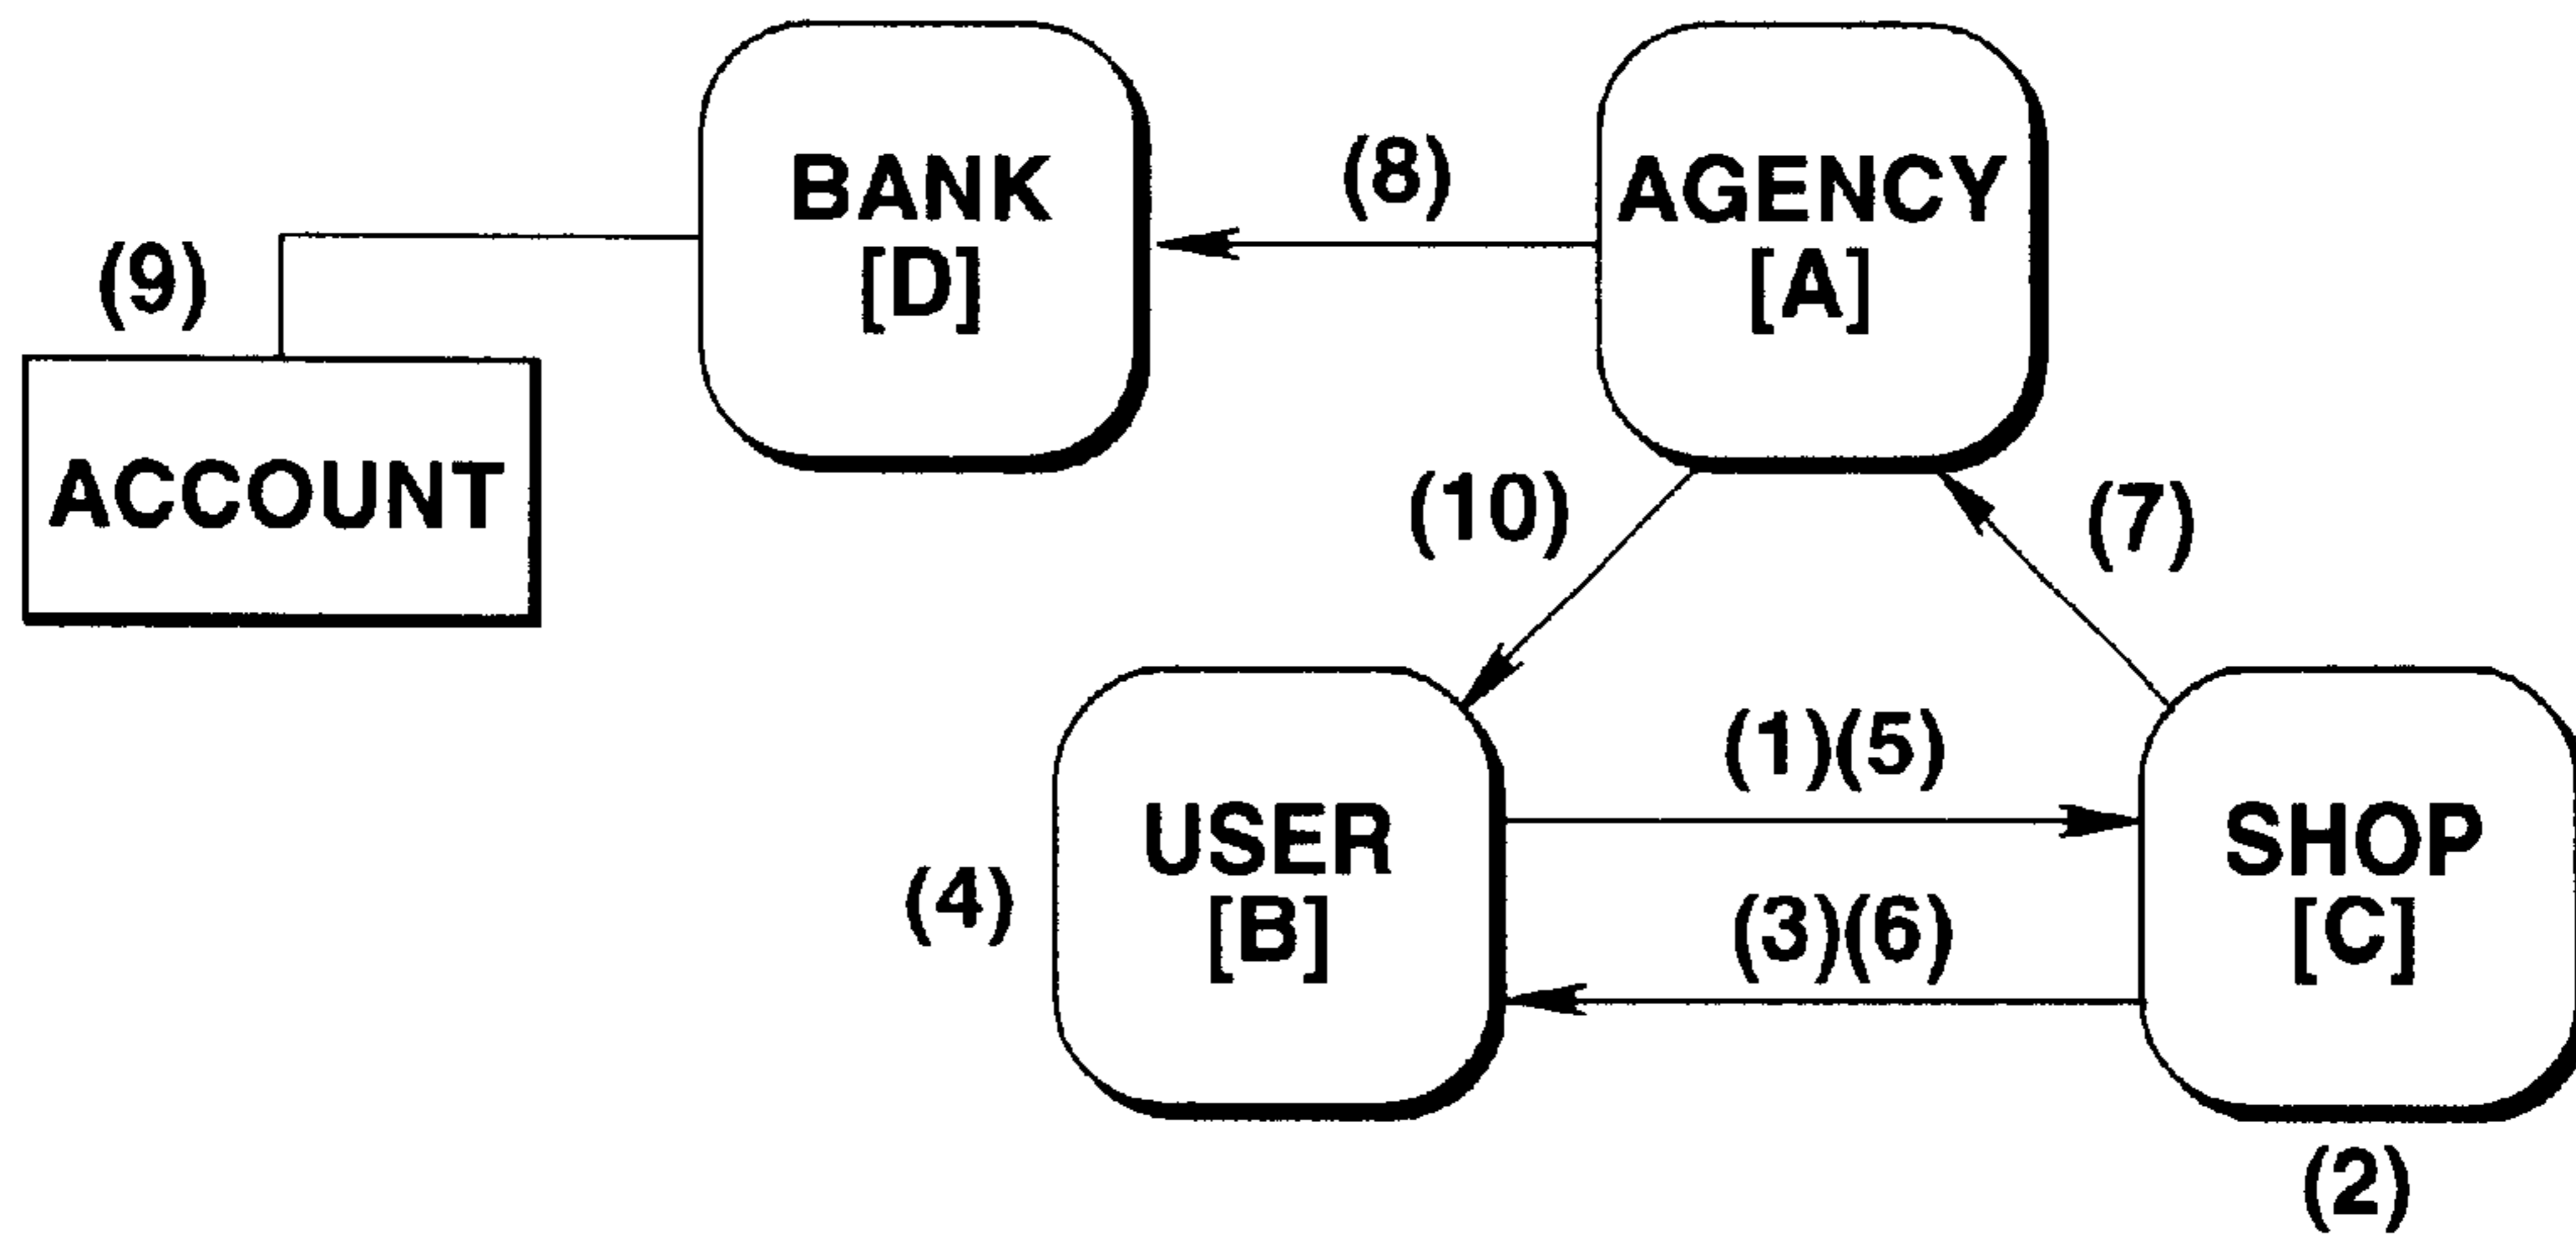 BANK
[D]
(8)
AGENCY
[A]
(9)
ACCOUNT
(10)
(7)
(1)(5)
USER
[B]
SHOP
[C]
(4)
(3)(6)
(2)